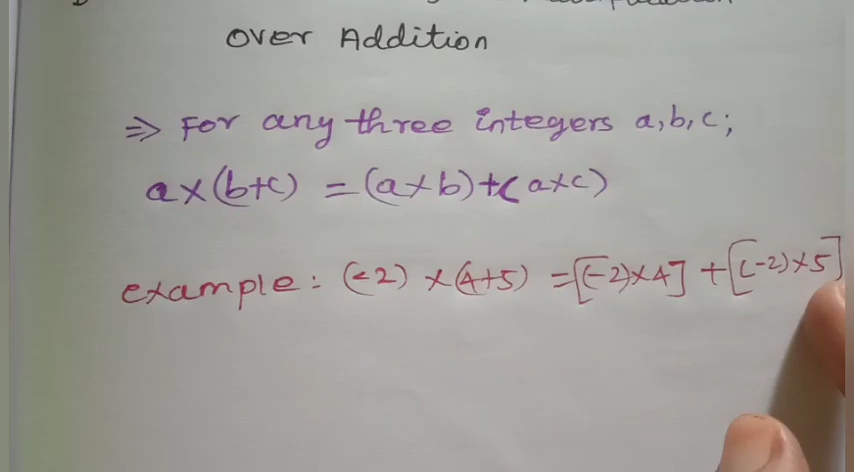 over Addition
⇒ For any three integers a,b,c;
a×(b+c) = (a×b)+(a×c)
example: (-2) ×(4+5) =[(-2)×4] +[(-2)×5]